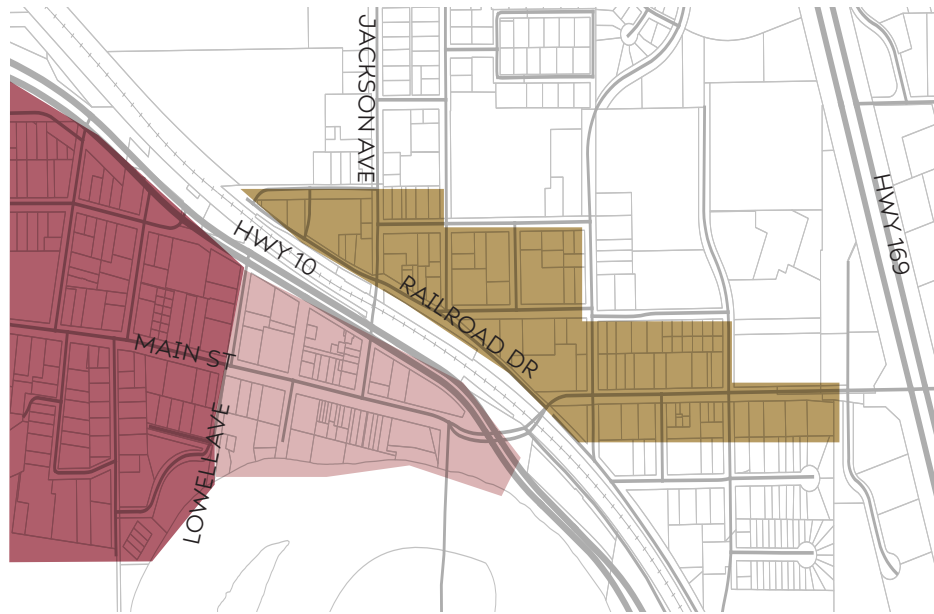 JACKSON AVE
HWY 169
HWY 10
RAILROAD DR
MAIN ST
LOWELL AVE